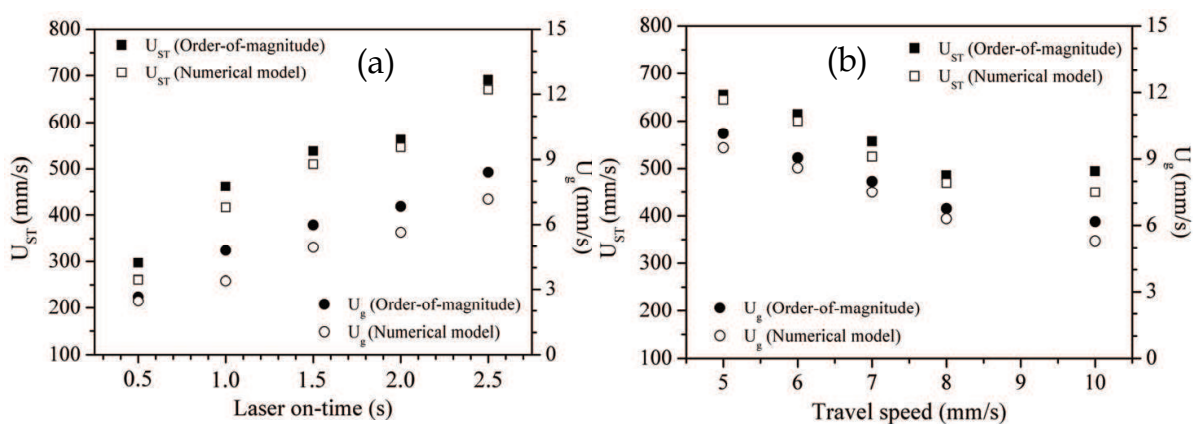 (a)
U_ST (Order-of-magnitude)
U_ST (Numerical model)
U_g (Order-of-magnitude)
U_g (Numerical model)
800
700
600
500
400
300
200
100
U_ST (mm/s)
15
12
9
6
3
0
U_g (mm/s)
0.5 1.0 1.5 2.0 2.5
Laser on-time (s)
(b)
U_ST (Order-of-magnitude)
U_ST (Numerical model)
U_g (Order-of-magnitude)
U_g (Numerical model)
800
700
600
500
400
300
200
100
U_ST (mm/s)
15
12
9
6
3
0
U_g (mm/s)
5 6 7 8 9 10
Travel speed (mm/s)